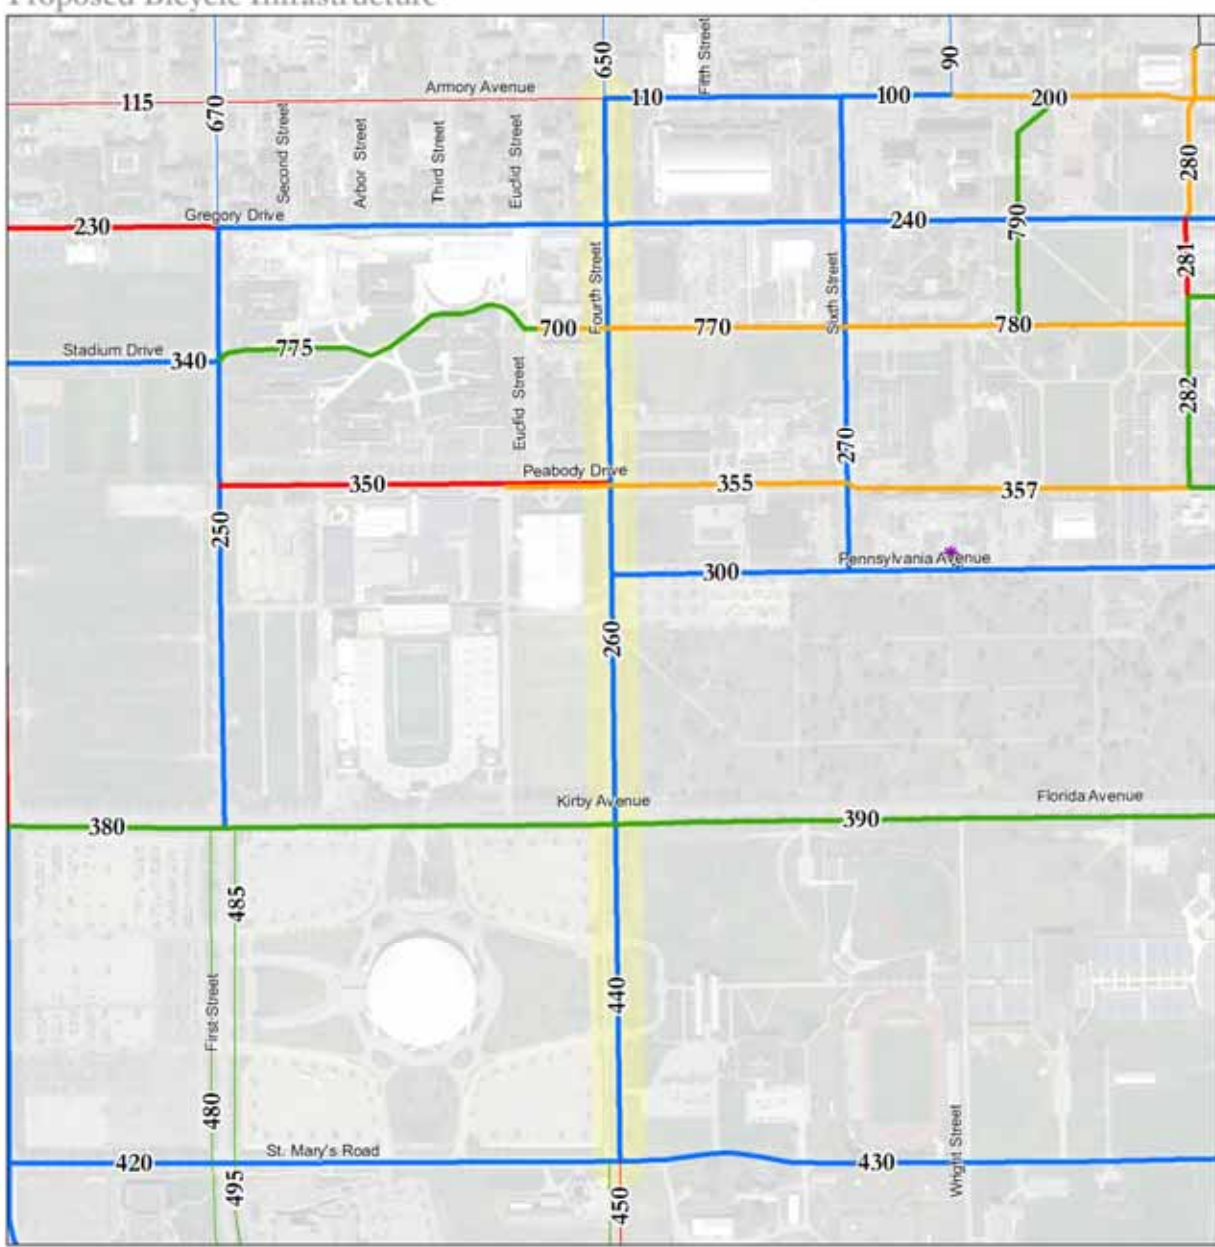 Proposed Bicycle Infrastructure
90
650
Fifth Street
Armory Avenue
115
110
100
200
670
Second Street
Arbor Street
Third Street
Euclid Street
280
Gregory Drive
230
240
790
281
Fourth Street
Sixth Street
700
770
780
775
Stadium Drive
340
Euclid Street
282
270
Peabody Drive
350
355
357
250
Pennsylvania Avenue
300
260
Kirby Avenue
Florida Avenue
380
390
485
440
First Street
480
Wright Street
St. Mary's Road
420
430
495
450